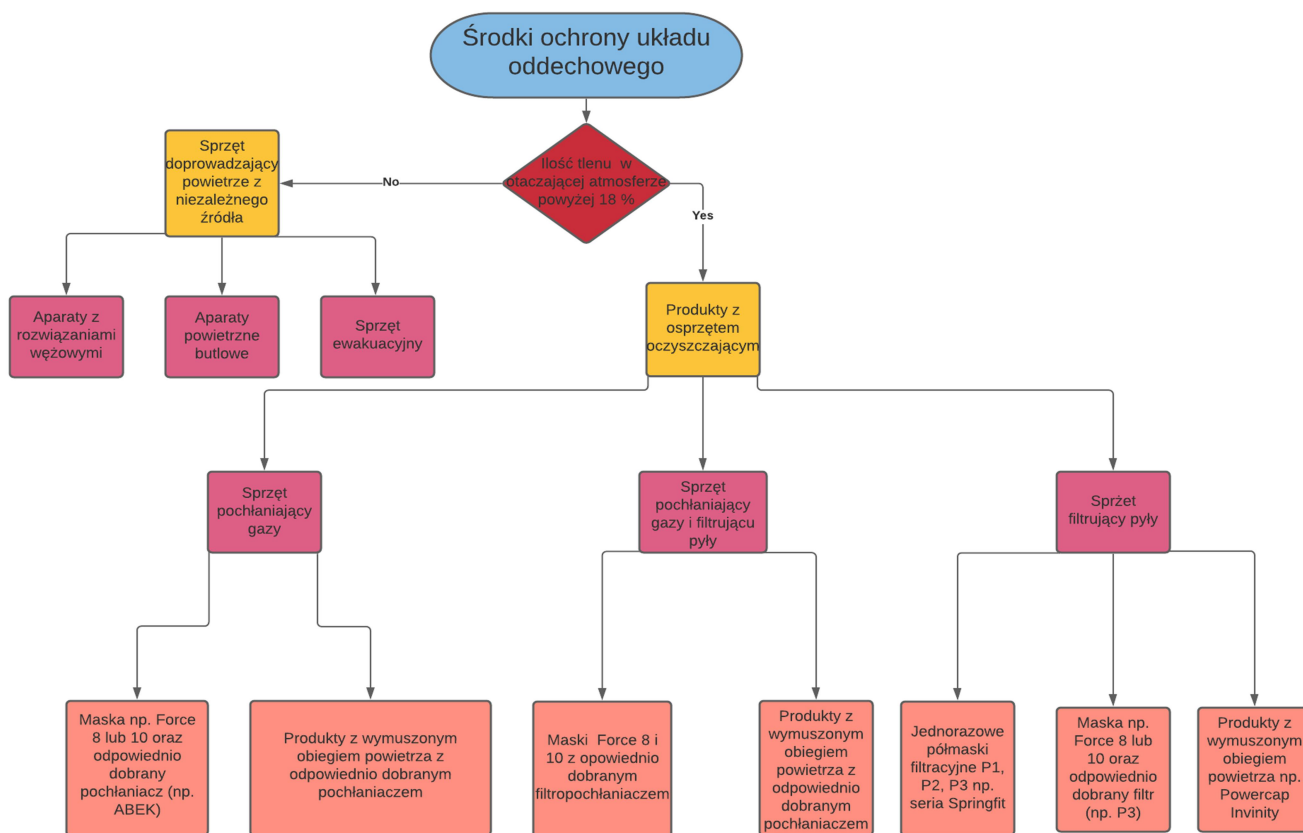 Środki ochrony układu
oddechowego
Ilość tlenu w
otaczającej atmosferze
powyżej 18 %
No
Yes
Sprzęt
doprowadzający
powietrze z
niezależnego
źródła
Aparaty z
rozwiązaniami
wężowymi
Aparaty
powietrzne
butlowe
Sprzęt
ewakuacyjny
Produkty z
osprzętem
oczyszczającym
Sprzęt
pochłaniający
gazy
Sprzęt
pochłaniający
gazy i filtrującu
pyły
Sprżet
filtrujący pyły
Maska np. Force
8 lub 10 oraz
odpowiednio
dobrany
pochłaniacz (np.
ABEK)
Produkty z wymuszonym
obiegiem powietrza z
odpowiednio dobranym
pochłaniaczem
Maski Force 8 i
10 z opowiednio
dobranym
filtropochłaniaczem
Produkty z
wymuszonym
obiegiem
powietrza z
odpowiednio
dobranym
pochłaniaczem
Jednorazowe
półmaski
filtracyjne P1,
P2, P3 np.
seria Springfit
Maska np.
Force 8 lub
10 oraz
odpowiednio
dobrany filtr
(np. P3)
Produkty z
wymuszonym
obiegiem
powietrza np.
Powercap
Invinity